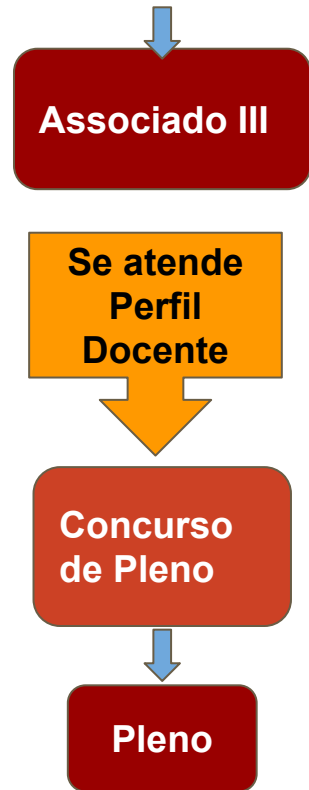 Associado III
Se atende
Perfil
Docente
Concurso
de Pleno
Pleno